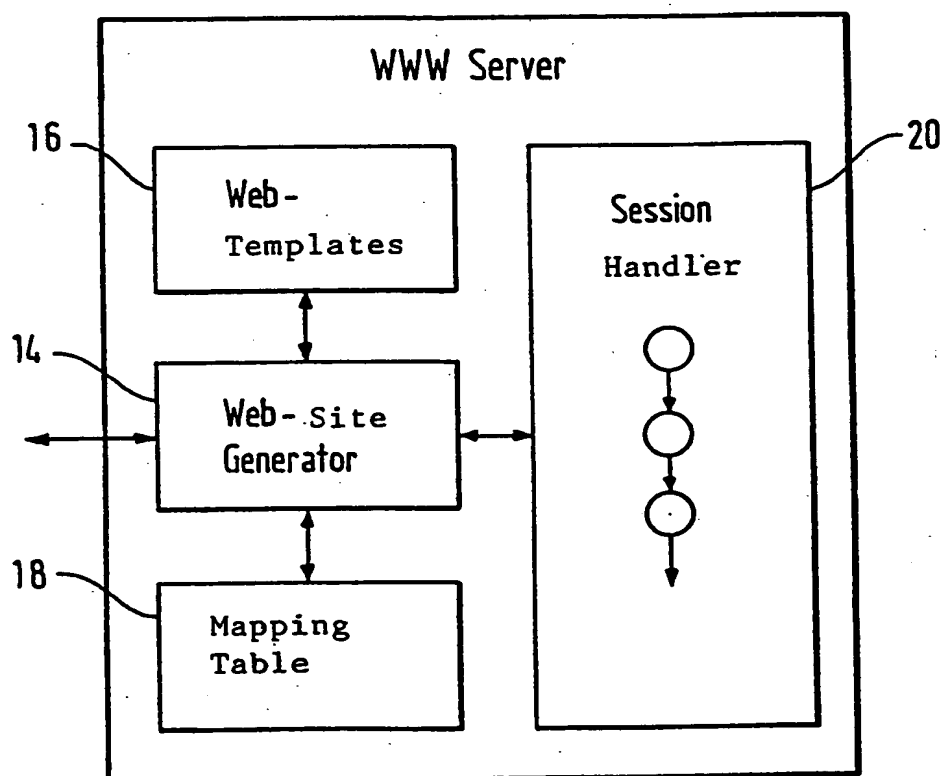 WWW Server
16
Web-
Templates
20
Session
Handler
14
Web-Site
Generator
18
Mapping
Table